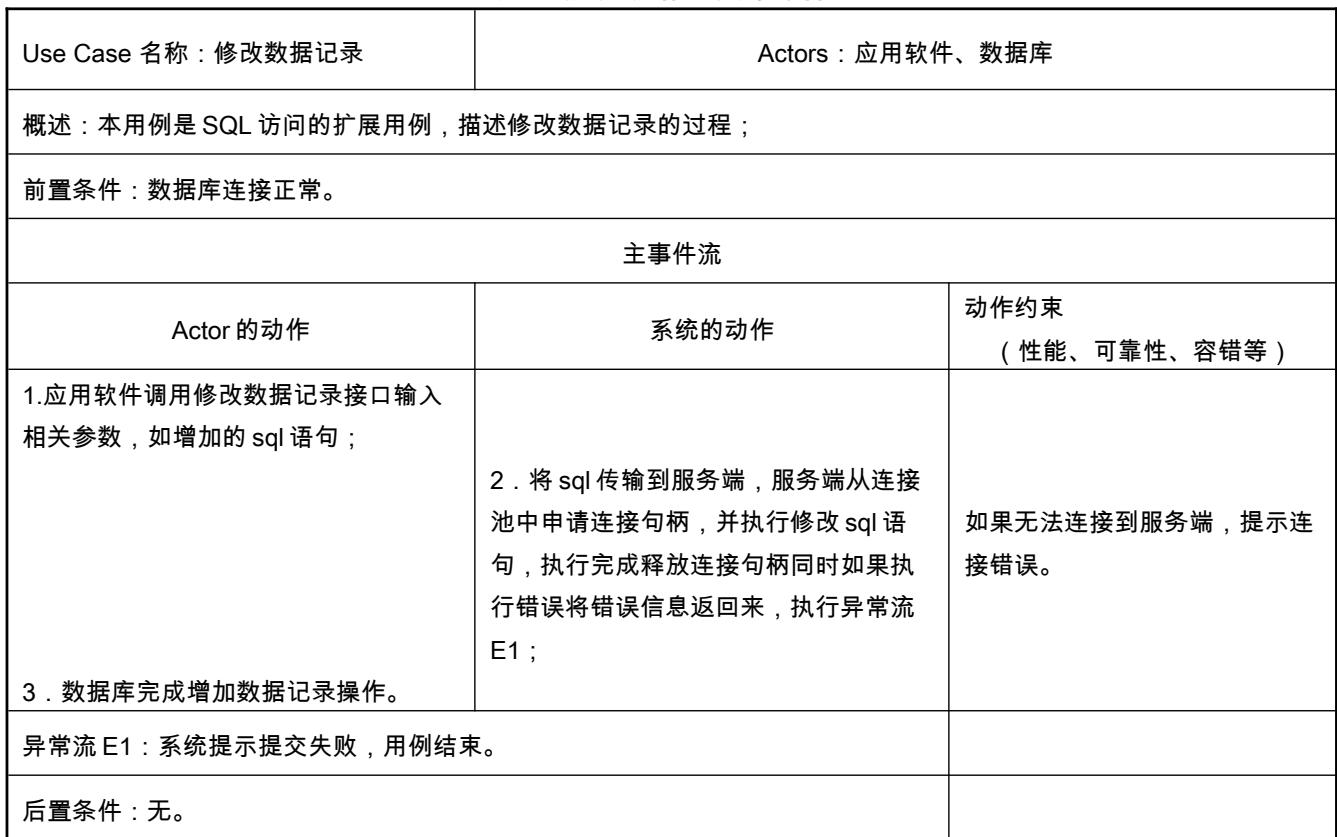 Use Case 名称：修改数据记录
Actors：应用软件、数据库
概述：本用例是 SQL 访问的扩展用例，描述修改数据记录的过程；
前置条件：数据库连接正常。
主事件流
Actor 的动作
系统的动作
动作约束
（性能、可靠性、容错等）
1.应用软件调用修改数据记录接口输入
相关参数，如增加的 sql 语句；
2．将 sql 传输到服务端，服务端从连接
池中申请连接句柄，并执行修改 sql 语
句，执行完成释放连接句柄同时如果执
行错误将错误信息返回来，执行异常流
E1；
如果无法连接到服务端，提示连
接错误。
3．数据库完成增加数据记录操作。
异常流 E1：系统提示提交失败，用例结束。
后置条件：无。